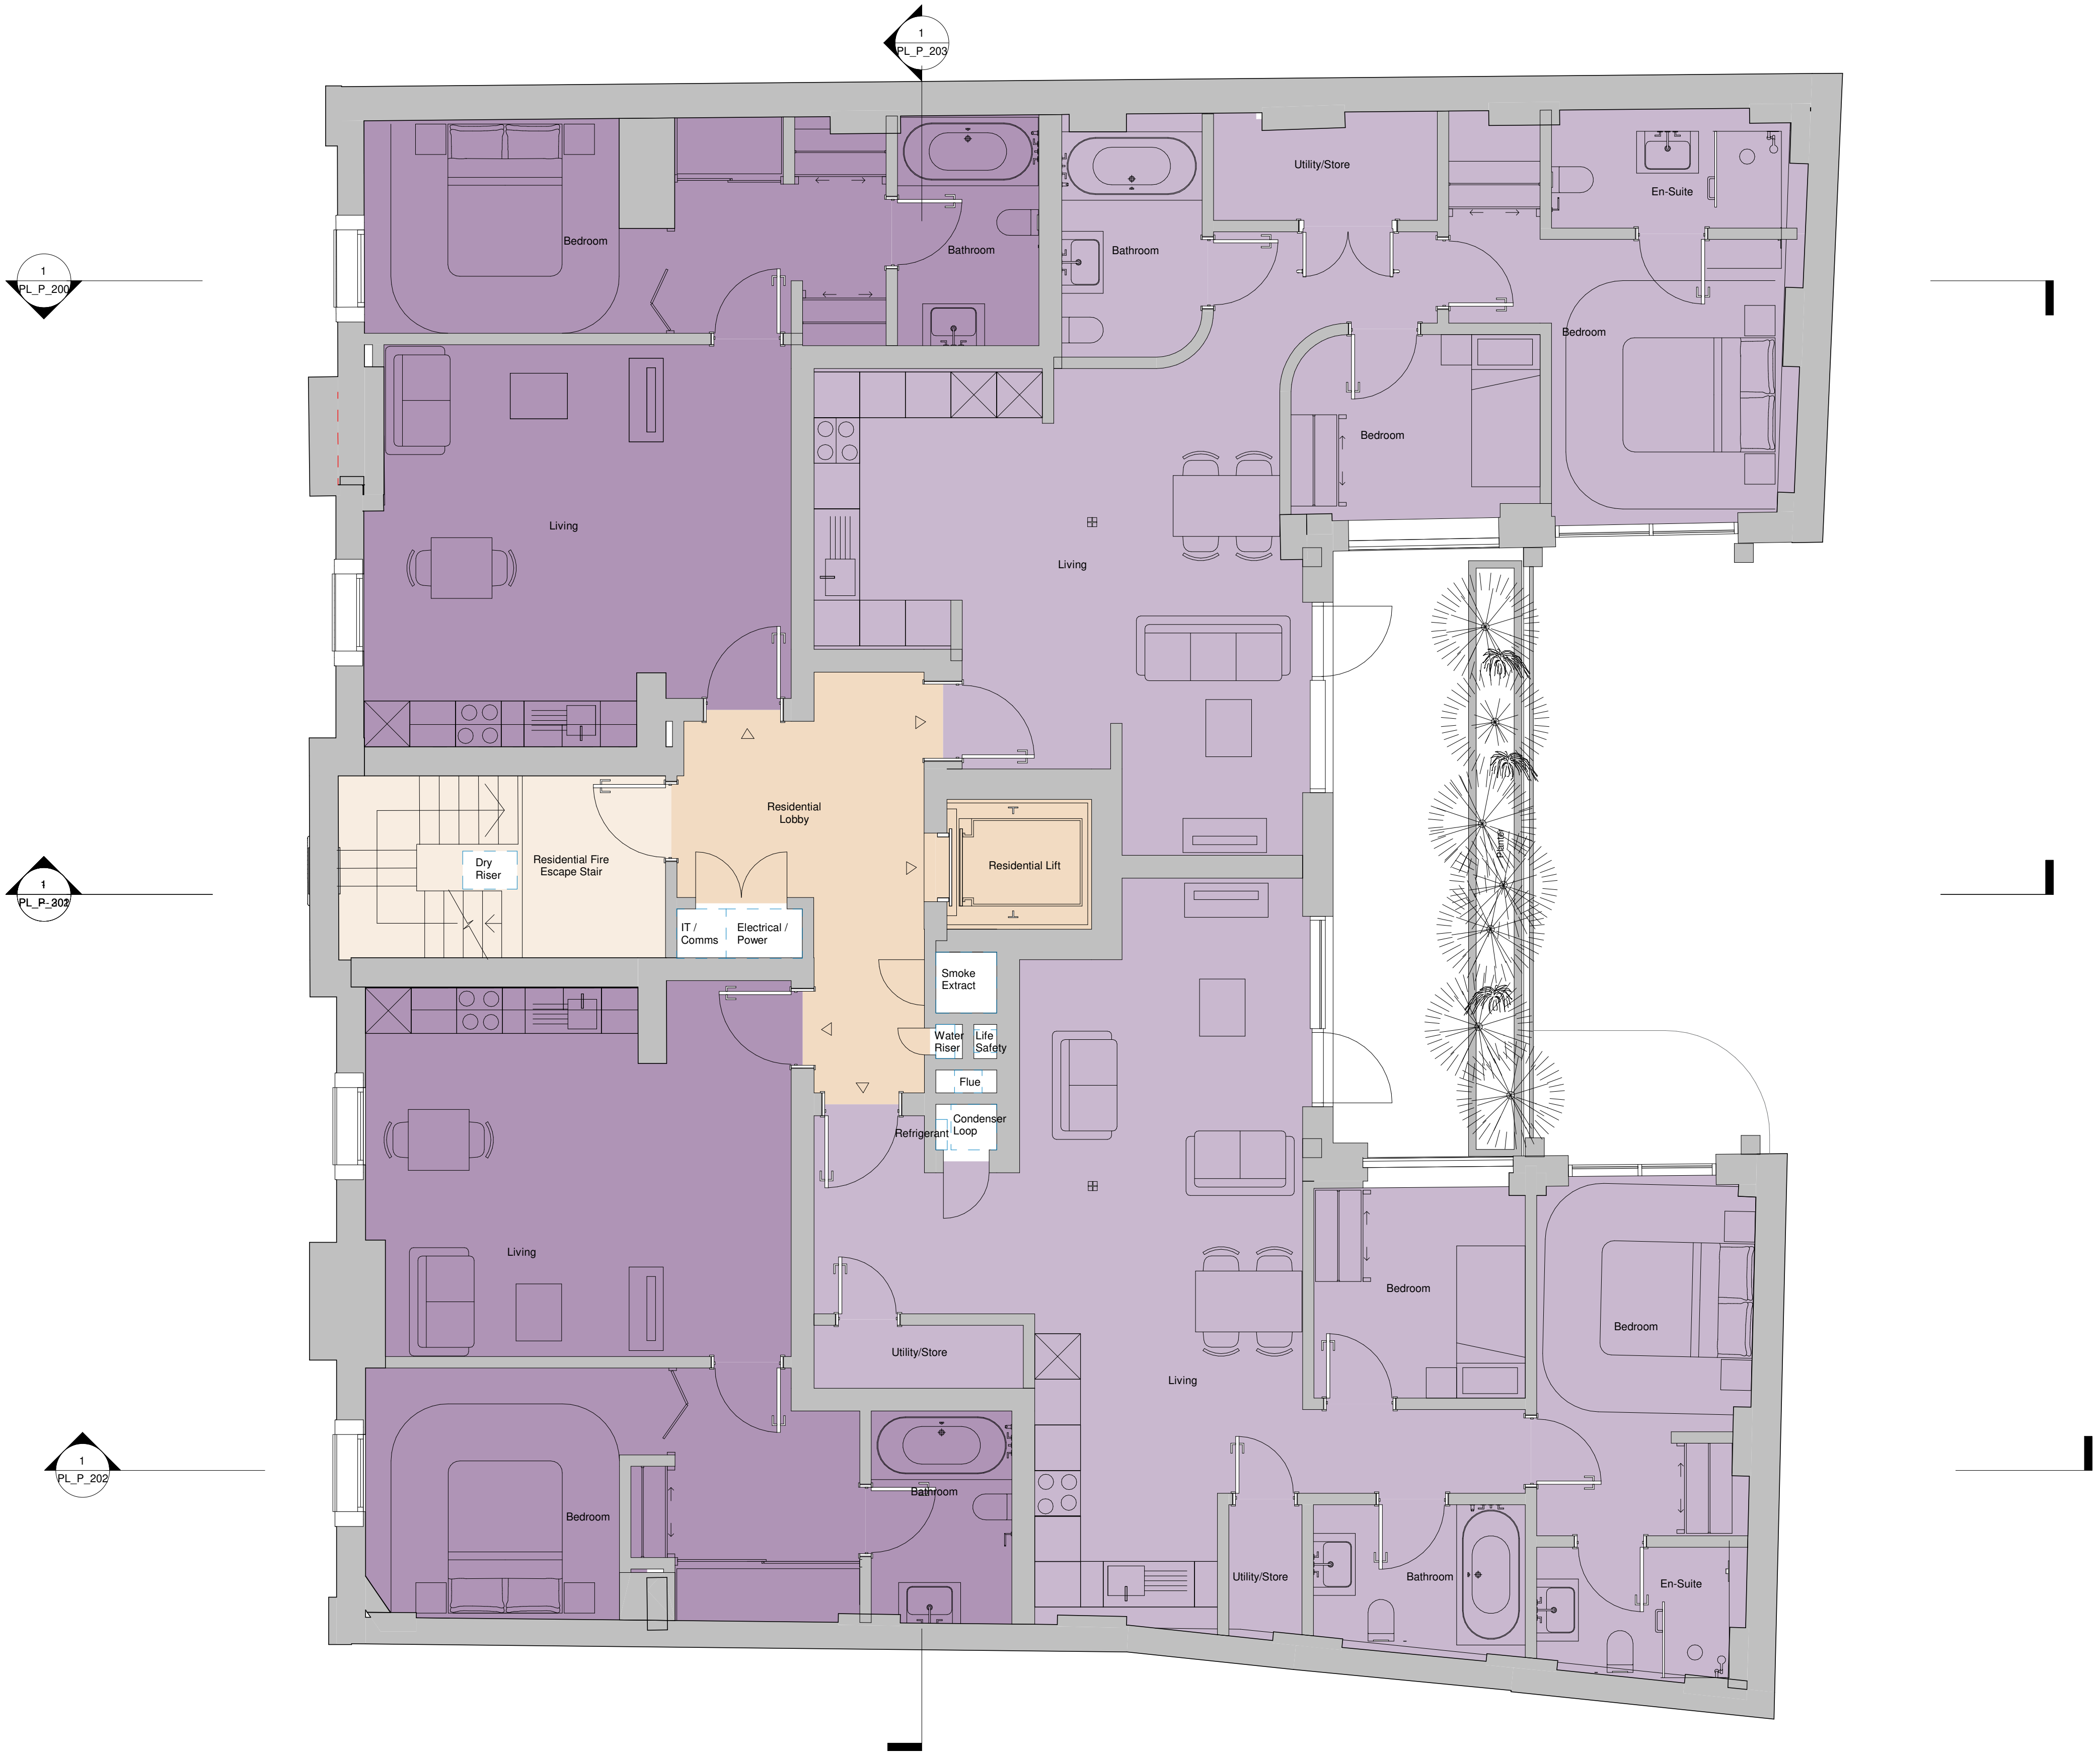 1
PL_P_203
Utility/Store
En-Suite
Bedroom
Bathroom
Bathroom
1
PL_P_200
Bedroom
Bedroom
Living
Living
Residential
Lobby
Residential Fire
Escape Stair
Dry
Riser
Residential Lift
Planter
1
IT /
Comms
Electrical /
Power
Smoke
Extract
Water
Riser
Life
Safety
Flue
Condenser
Loop
Refrigerant
Living
Bedroom
Bedroom
Utility/Store
Living
1
PL_P_202
Bathroom
Bedroom
Utility/Store
Bathroom
En-Suite